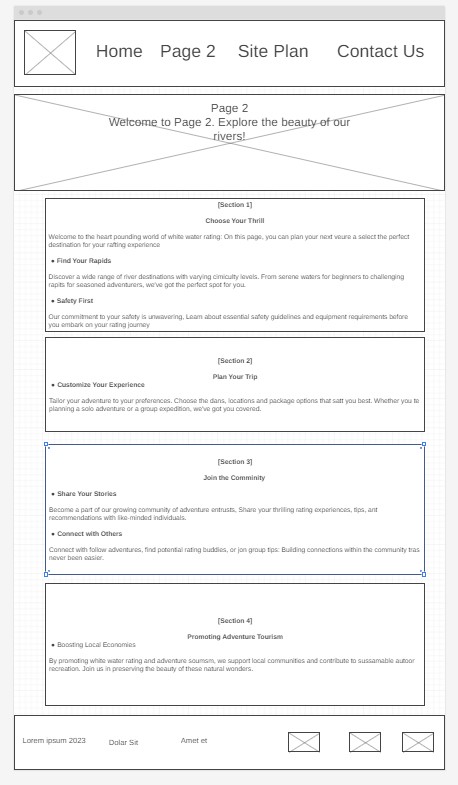 Home Page 2 Site Plan Contact Us
Page 2
Welcome to Page 2. Explore the beauty of our
rivers!
[Section 1]
Choose Your Thrill
Welcome to the heart pounding world of white water rating: On this page, you can plan your next veure a select the perfect
destination for your rafting experience
• Find Your Rapids
Discover a wide range of river destinations with varying cimiculty levels, From serene waters for beginners to challenging
rapits for seasoned adventurers, we've got the perfect spot for you.
• Safety First
Our commitment to your safety is unwavering, Learn about essential safety guidelines and equipment requirements before
you embark on your rating journey
[Section 2]
Plan Your Trip
• Customize Your Experience
Tailor your adventure to your preferences. Choose the dans, locations and package options that satt you best. Whether you te
planning a solo adventure or a group expedition, we've got you covered.
[Section 3]
Join the Comminity
• Share Your Stories
Become a part of our growing community of adventure entrusts, Share your thrilling rating experiences, tips, ant
recommendations with like-minded individuals.
• Connect with Others
Connect with follow adventures, find potential rating buddies, or jon group tips: Building connections within the community tras
never been easier.
[Section 4]
Promoting Adventure Tourism
• Boosting Local Economies
By promoting white water rating and adventure soumsm, we support local communities and contribute to sussamable autoor
recreation. Join us in preserving the beauty of these natural wonders.
Lorem ipsum 2023 Dolar Sit Amet et